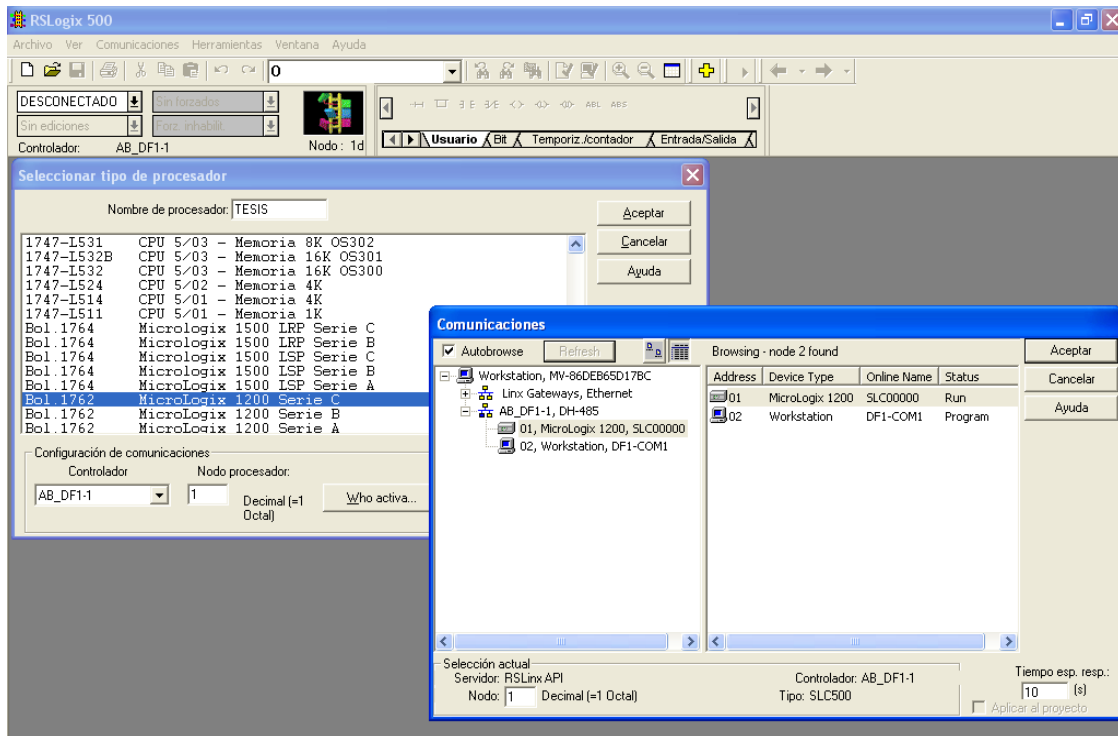 RSLogix 500
Archivo Ver Comunicaciones Herramientas Ventana Ayuda
0
DESCONECTADO Sin forzados
Sin ediciones Forz. inhabilit.
Controlador: AB_DF1-1 Nodo: 1d
ABL ABS
Usuario Bit Temporiz./contador Entrada/Salida
Seleccionar tipo de procesador
Nombre de procesador: TESIS
Aceptar
Cancelar
Ayuda
1747-L531 CPU 5/03 - Memoria 8K OS302
1747-L532B CPU 5/03 - Memoria 16K OS301
1747-L532 CPU 5/03 - Memoria 16K OS300
1747-L524 CPU 5/02 - Memoria 4K
1747-L514 CPU 5/01 - Memoria 4K
1747-L511 CPU 5/01 - Memoria 1K
Bol.1764 Micrologix 1500 LRP Serie C
Bol.1764 MicroLogix 1500 LRP Serie B
Bol.1764 MicroLogix 1500 LSP Serie C
Bol.1764 MicroLogix 1500 LSP Serie B
Bol.1764 MicroLogix 1500 LSP Serie A
Bol.1762 MicroLogix 1200 Serie C
Bol.1762 MicroLogix 1200 Serie B
Bol.1762 MicroLogix 1200 Serie A
Configuración de comunicaciones
Controlador Nodo procesador:
AB_DF1-1 1 Decimal (=1 Octal) Who activa...
Comunicaciones
Autobrowse Refresh Browsing - node 2 found
Aceptar
Cancelar
Ayuda
Workstation, MV-86DEB65D17BC
Linx Gateways, Ethernet
AB_DF1-1, DH-485
01, MicroLogix 1200, SLC00000
02, Workstation, DF1-COM1
Address Device Type Online Name Status
01 MicroLogix 1200 SLC00000 Run
02 Workstation DF1-COM1 Program
Selección actual
Servidor: RSLinx API Controlador: AB_DF1-1
Nodo: 1 Decimal (=1 Octal) Tipo: SLC500
Tiempo esp. resp.:
10 (s)
Aplicar al proyecto